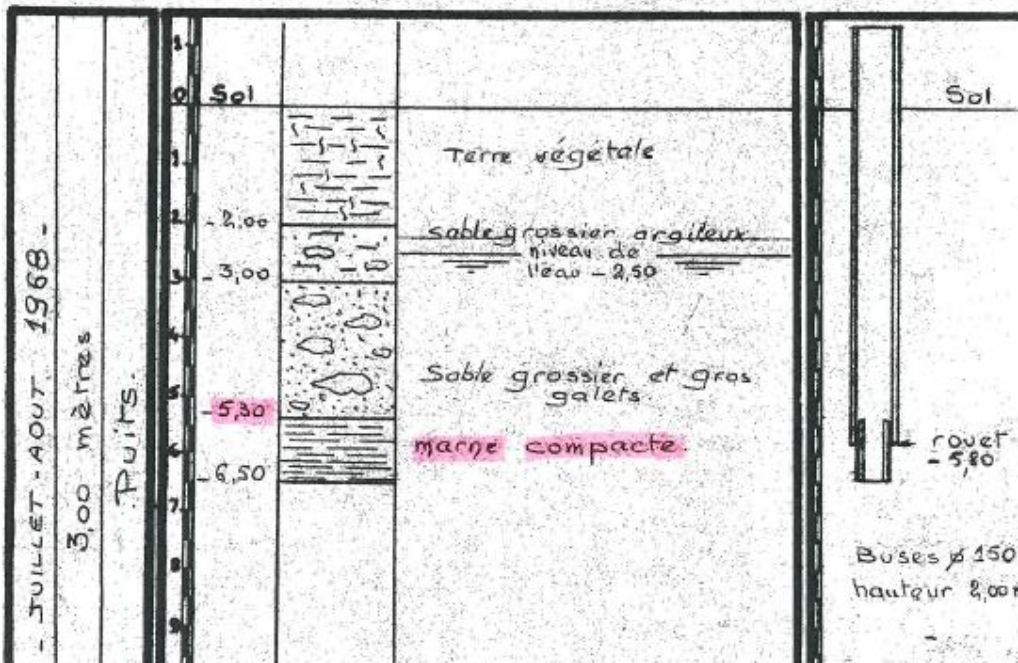 - JUILLET - AOUT 1968 -
3,00 mètres
Puits.
1
0
1
2
3
4
5
6
7
8
9
Sol
- 2,00
- 3,00
- 5,30
- 6,50
Terre végétale
sable grossier argileux.
niveau de
l'eau - 2,50
Sable grossier et gros
galets.
marne compacte.
Sol
rouet
- 5,80
Buses ø 150
hauteur 2,00